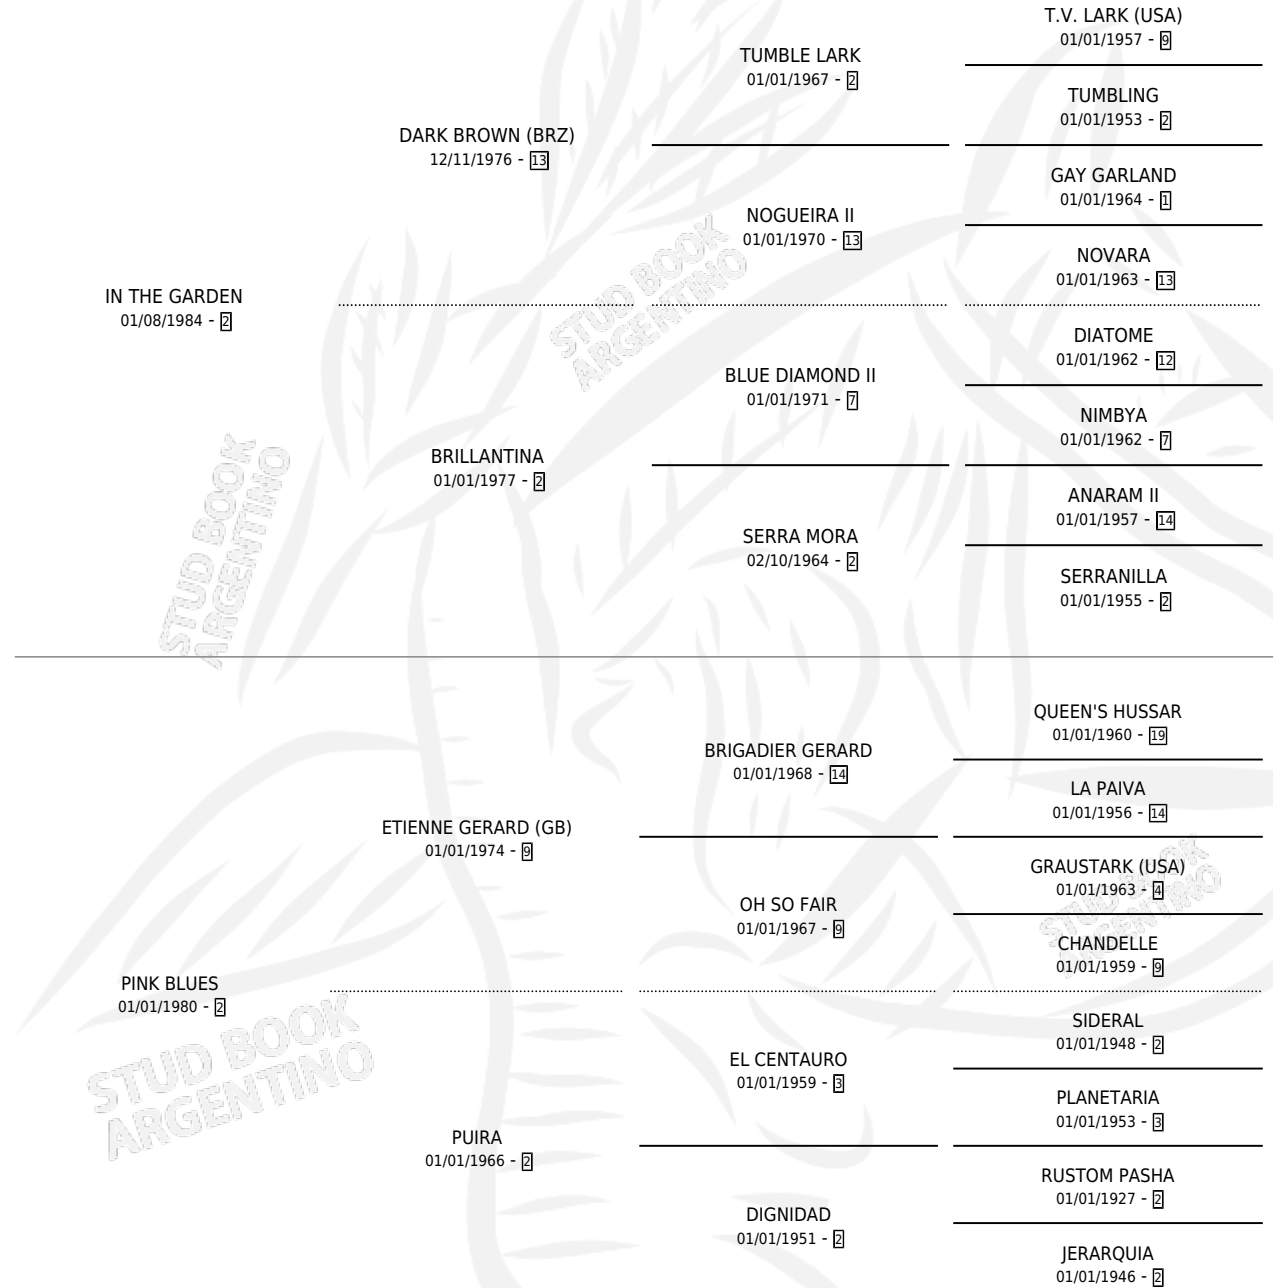 T.V. LARK (USA)
01/01/1957 - 9
TUMBLE LARK
01/01/1967 - 2
TUMBLING
01/01/1953 - 2
DARK BROWN (BRZ)
12/11/1976 - 13
GAY GARLAND
01/01/1964 - 1
NOGUEIRA II
01/01/1970 - 13
NOVARA
01/01/1963 - 13
IN THE GARDEN
01/08/1984 - 2
DIATOME
01/01/1962 - 12
BLUE DIAMOND II
01/01/1971 - 7
NIMBYA
01/01/1962 - 7
BRILLANTINA
01/01/1977 - 2
ANARAM II
01/01/1957 - 14
SERRA MORA
02/10/1964 - 2
SERRANILLA
01/01/1955 - 2
STUD BOOK
ARGENTINO
STUD BOOK
ARGENTINO
QUEEN'S HUSSAR
01/01/1960 - 19
BRIGADIER GERARD
01/01/1968 - 14
LA PAIVA
01/01/1956 - 14
ETIENNE GERARD (GB)
01/01/1974 - 9
GRAUSTARK (USA)
01/01/1963 - 4
OH SO FAIR
01/01/1967 - 9
CHANDELLE
01/01/1959 - 9
STUD BOOK
ARGENTINO
PINK BLUES
01/01/1980 - 2
SIDERAL
01/01/1948 - 2
EL CENTAURO
01/01/1959 - 3
PLANETARIA
01/01/1953 - 3
STUD BOOK
ARGENTINO
PUIRA
01/01/1966 - 2
RUSTOM PASHA
01/01/1927 - 2
DIGNIDAD
01/01/1951 - 2
JERARQUIA
01/01/1946 - 2